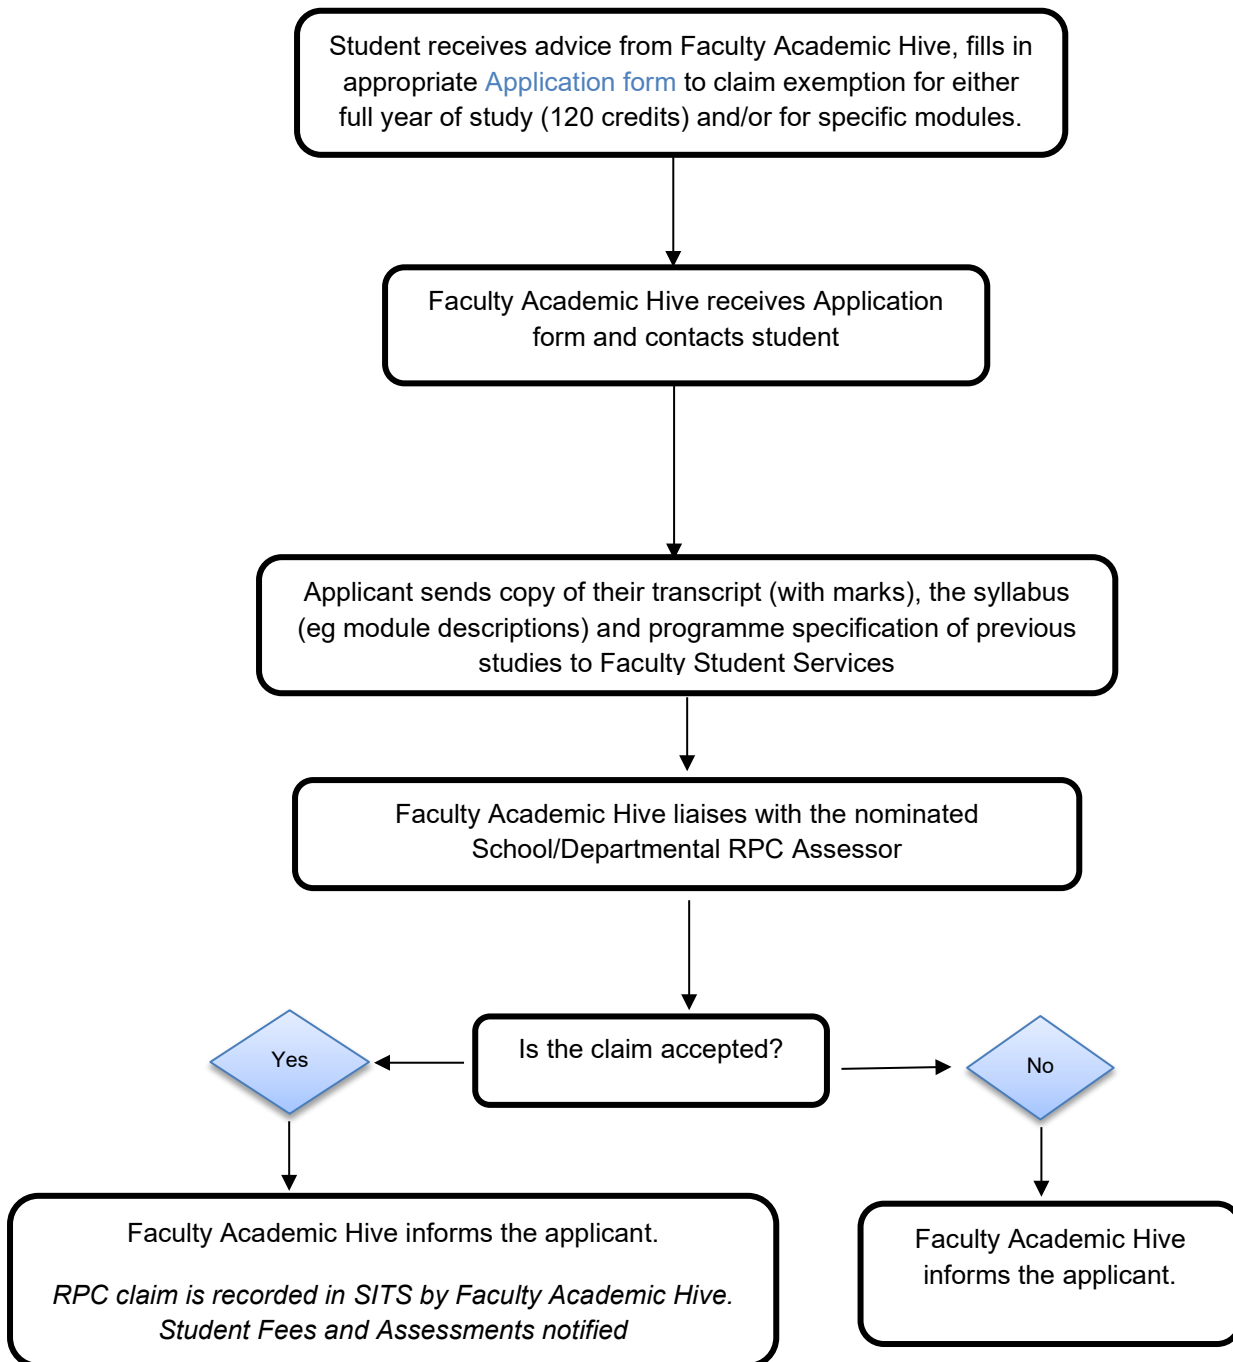 Student receives advice from Faculty Academic Hive, fills in
appropriate Application form to claim exemption for either
full year of study (120 credits) and/or for specific modules.
Faculty Academic Hive receives Application
form and contacts student
Applicant sends copy of their transcript (with marks), the syllabus
(eg module descriptions) and programme specification of previous
studies to Faculty Student Services
Faculty Academic Hive liaises with the nominated
School/Departmental RPC Assessor
Is the claim accepted?
Yes
No
Faculty Academic Hive informs the applicant.
RPC claim is recorded in SITS by Faculty Academic Hive.
Student Fees and Assessments notified
Faculty Academic Hive
informs the applicant.